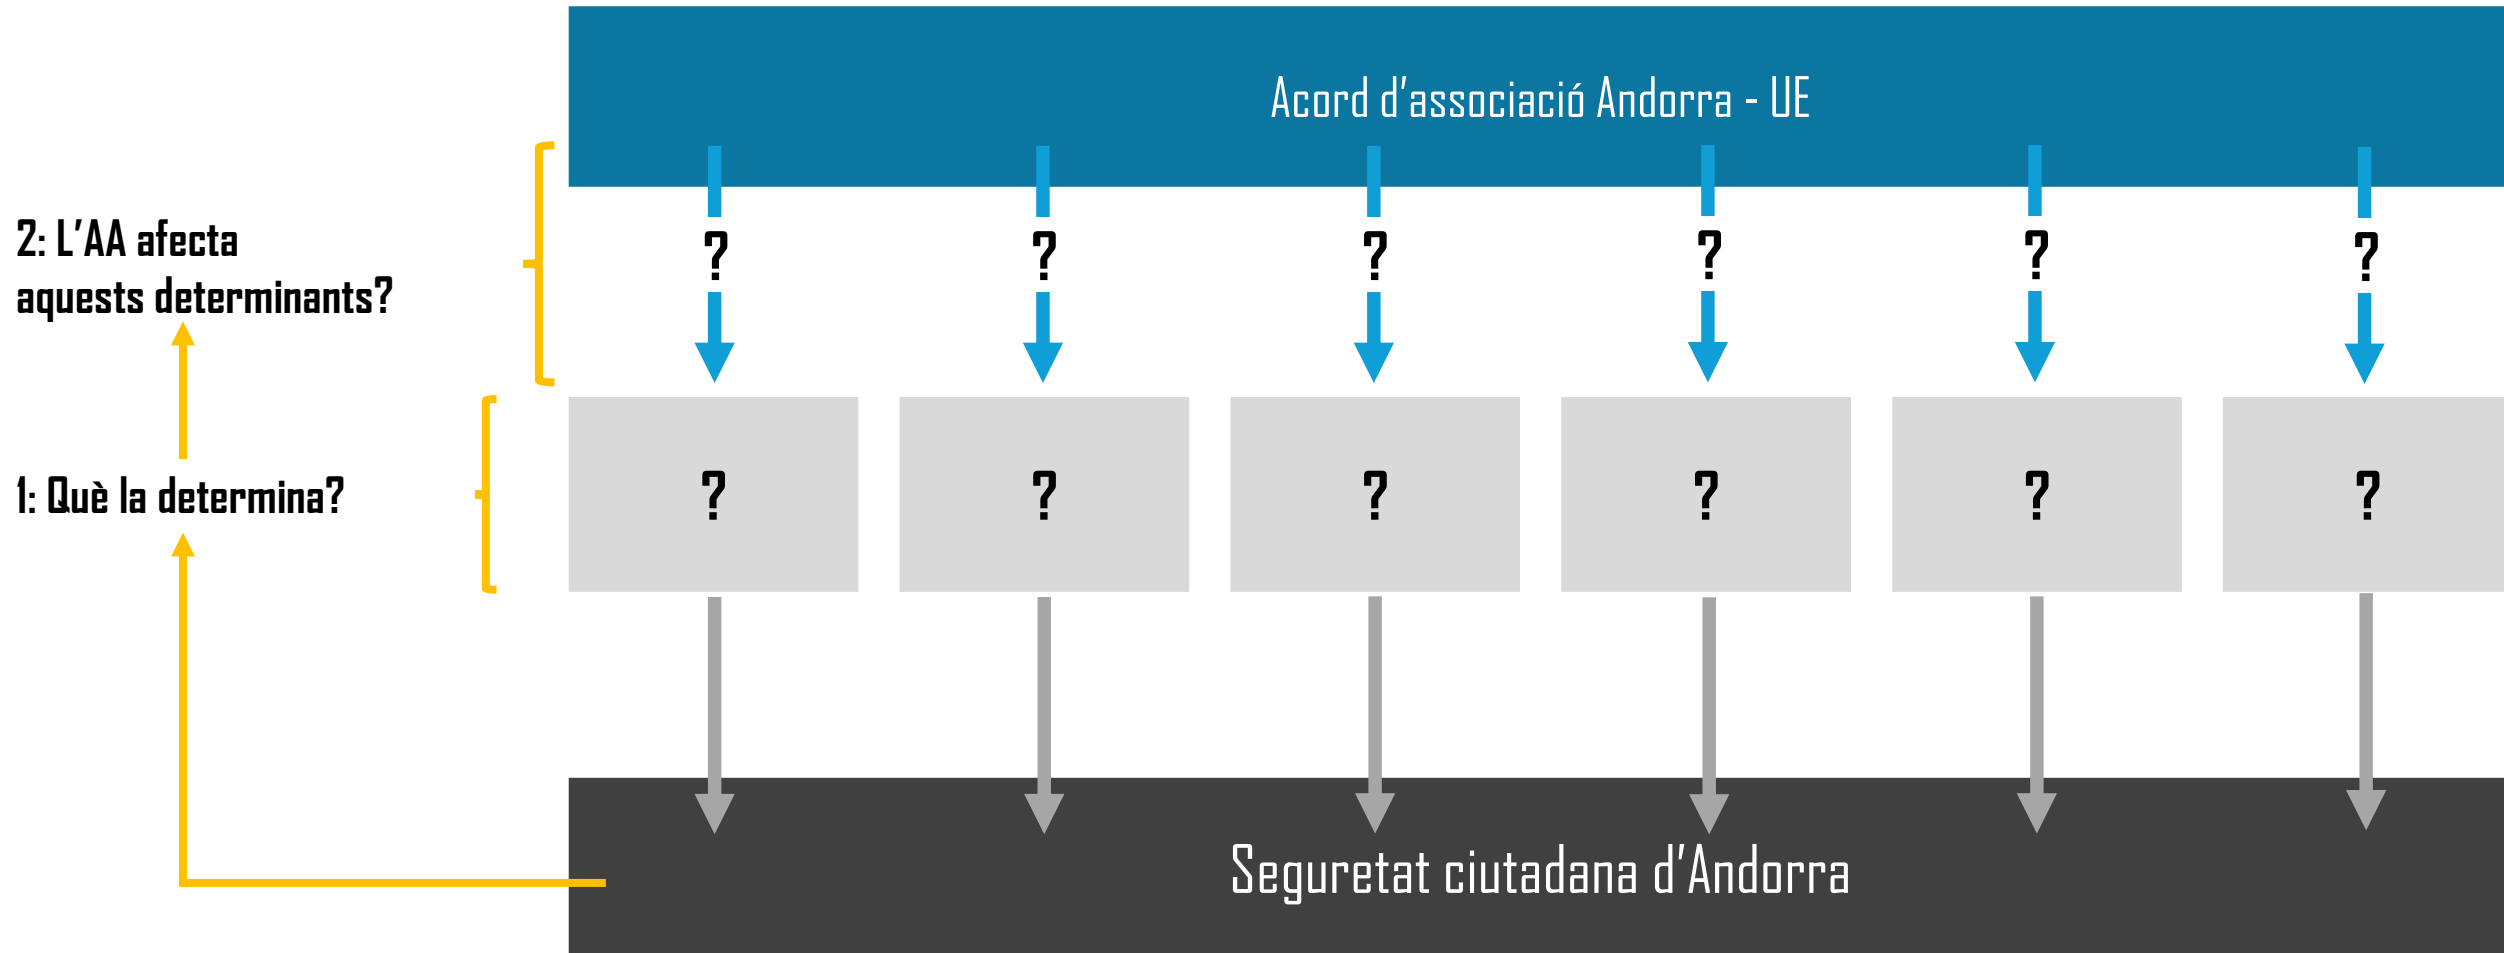 Acord d'associació Andorra - UE
2: L'AA afecta
aquests determinants?
? ? ? ? ? ?
1: Què la determina?
? ? ? ? ? ?
Seguretat ciutadana d'Andorra